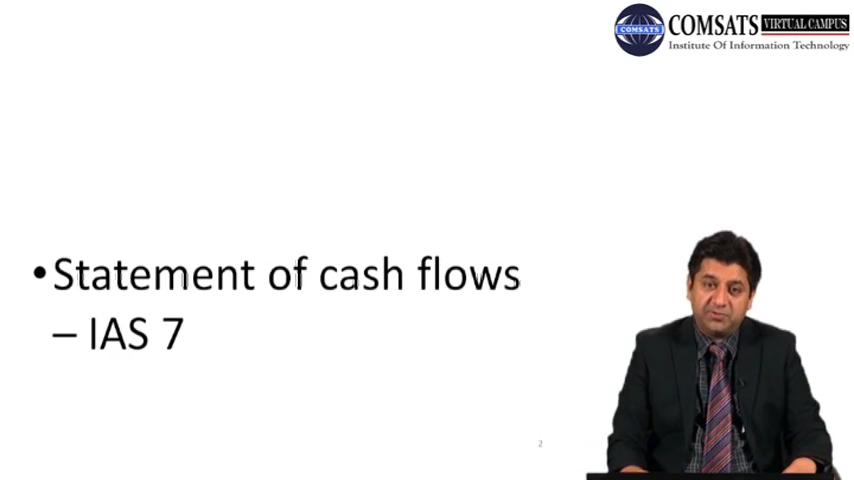 COMSATS VIRTUAL CAMPUS
Institute Of Information Technology
COMSATS
•Statement of cash flows
– IAS 7
2